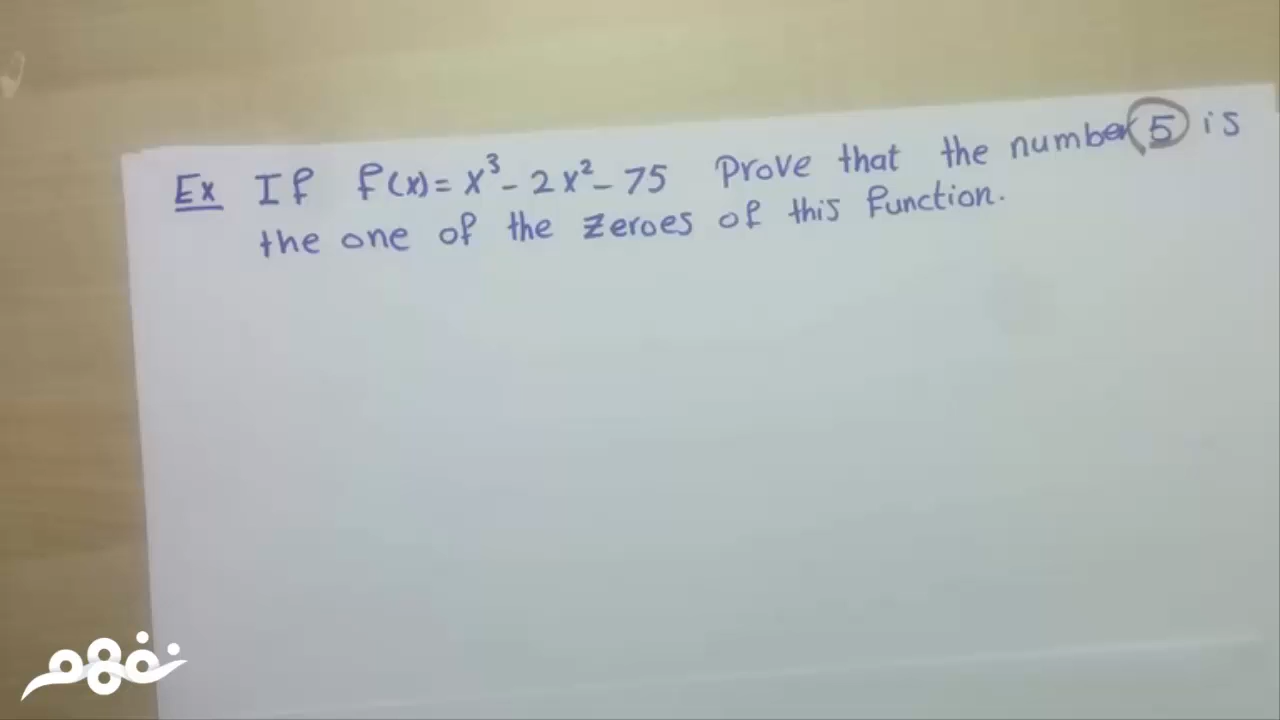 Ex If f(x) = x³ - 2x² - 75 Prove that the number 5 is
the one of the zeroes of this function.
نفهم